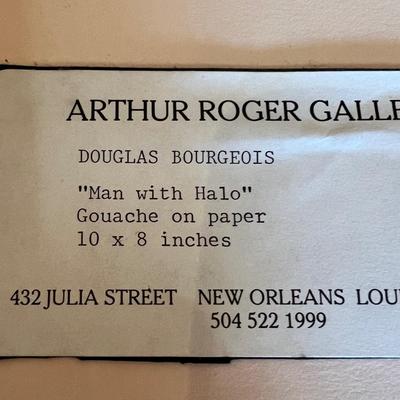 ARTHUR ROGER GALLE
DOUGLAS BOURGEOIS
"Man with Halo"
Gouache on paper
10 x 8 inches
432 JULIA STREET NEW ORLEANS LOU
504 522 1999